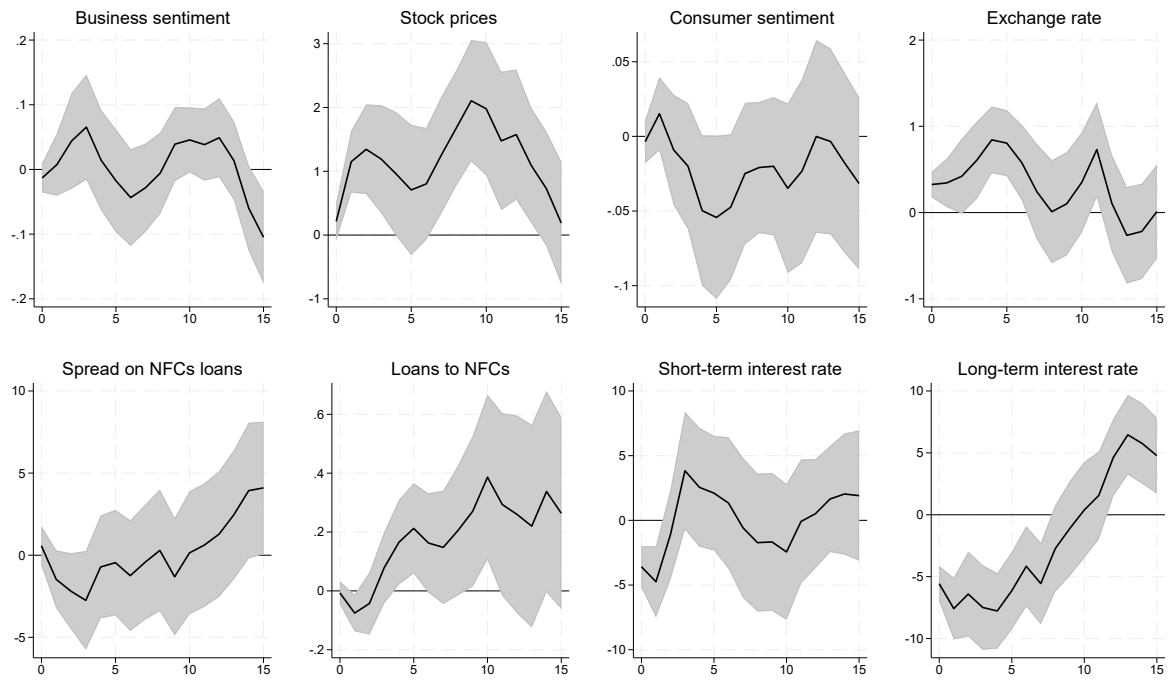 Business sentiment
.2
.1
0
-.1
-.2
0 5 10 15
Stock prices
3
2
1
0
-1
0 5 10 15
Consumer sentiment
.05
0
-.05
-.1
0 5 10 15
Exchange rate
2
1
0
-1
0 5 10 15
Spread on NFCs loans
10
5
0
-5
0 5 10 15
Loans to NFCs
.6
.4
.2
0
-.2
0 5 10 15
Short-term interest rate
10
5
0
-5
-10
0 5 10 15
Long-term interest rate
10
5
0
-5
-10
0 5 10 15